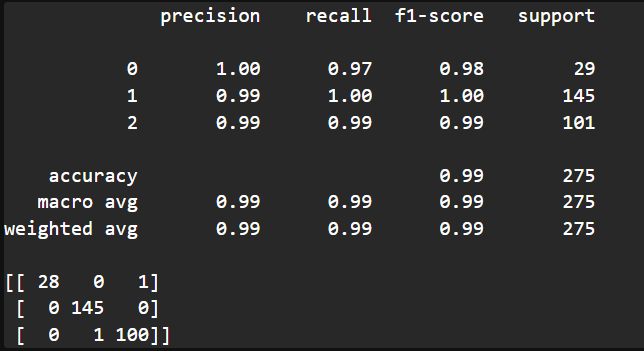 precision recall f1-score support
0 1.00 0.97 0.98 29
1 0.99 1.00 1.00 145
2 0.99 0.99 0.99 101
accuracy 0.99 275
macro avg 0.99 0.99 0.99 275
weighted avg 0.99 0.99 0.99 275
[[ 28 0 1]
[ 0 145 0]
[ 0 1 100]]